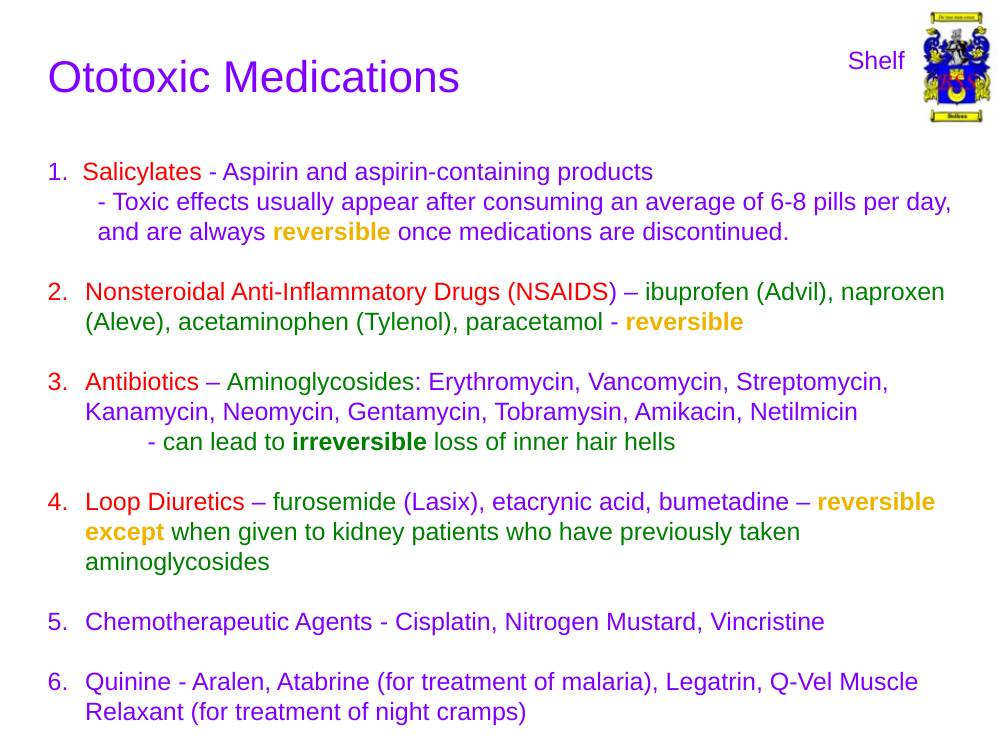 Shelf
Ototoxic Medications
1. Salicylates - Aspirin and aspirin-containing products
- Toxic effects usually appear after consuming an average of 6-8 pills per day,
and are always reversible once medications are discontinued.
2. Nonsteroidal Anti-Inflammatory Drugs (NSAIDS) – ibuprofen (Advil), naproxen
(Aleve), acetaminophen (Tylenol), paracetamol - reversible
3. Antibiotics – Aminoglycosides: Erythromycin, Vancomycin, Streptomycin,
Kanamycin, Neomycin, Gentamycin, Tobramysin, Amikacin, Netilmicin
- can lead to irreversible loss of inner hair hells
4. Loop Diuretics – furosemide (Lasix), etacrynic acid, bumetadine – reversible
except when given to kidney patients who have previously taken
aminoglycosides
5. Chemotherapeutic Agents - Cisplatin, Nitrogen Mustard, Vincristine
6. Quinine - Aralen, Atabrine (for treatment of malaria), Legatrin, Q-Vel Muscle
Relaxant (for treatment of night cramps)